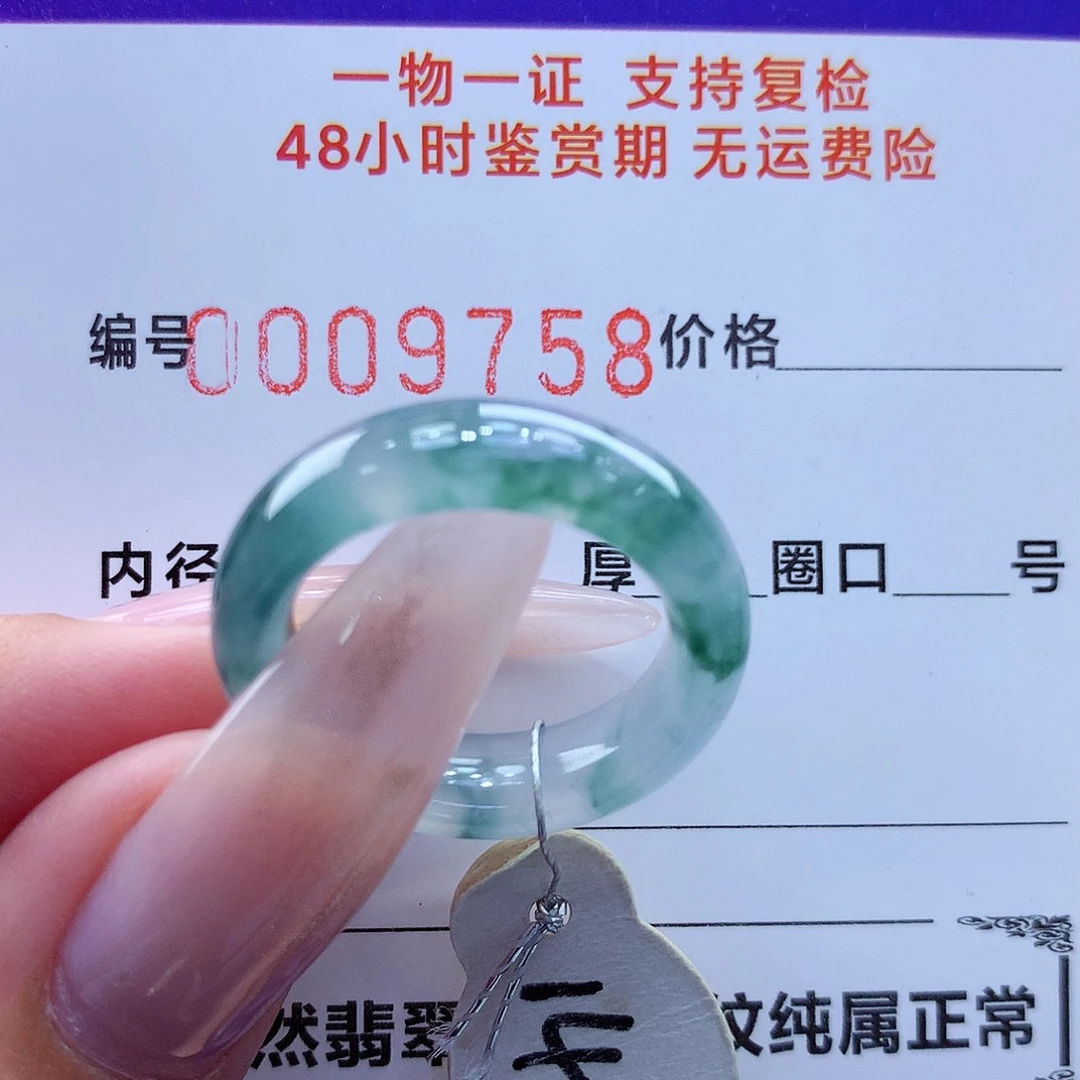 一物一证 支持复检
48小时鉴赏期 无运费险
编号0009758价格
内径 厚 圈口 号
然翡翠 纹纯属正常